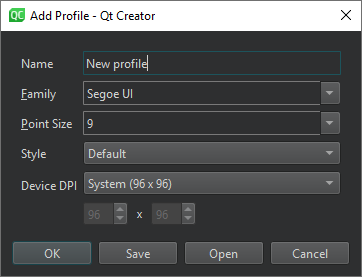 QC Add Profile - Qt Creator
Name New profile
Family Segoe UI
Point Size 9
Style Default
Device DPI System (96 x 96)
96 x 96
OK Save Open Cancel